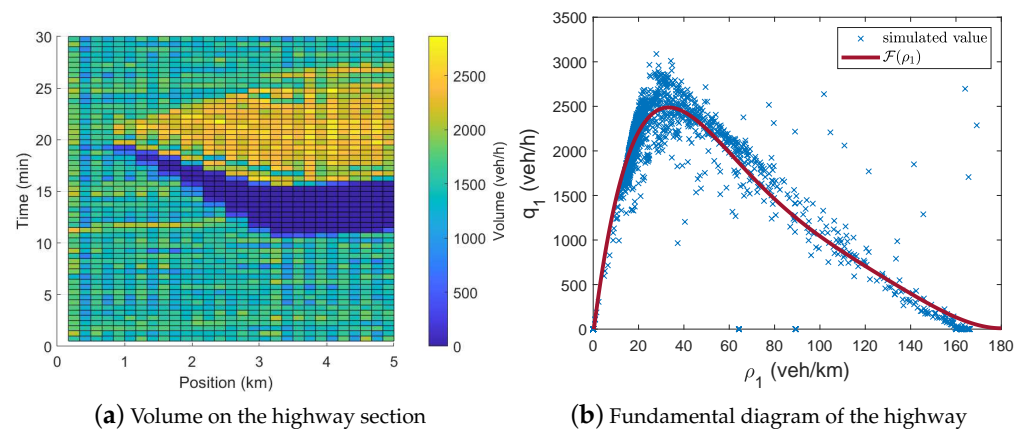 30
25
20
15
10
5
0
Time (min)
0 1 2 3 4 5
Position (km)
2500
2000
1500
1000
500
0
Volume (veh/h)
(a) Volume on the highway section
3500
3000
2500
2000
1500
1000
500
0
q₁ (veh/h)
simulated value
ℱ(ρ₁)
0 20 40 60 80 100 120 140 160 180
ρ₁ (veh/km)
(b) Fundamental diagram of the highway